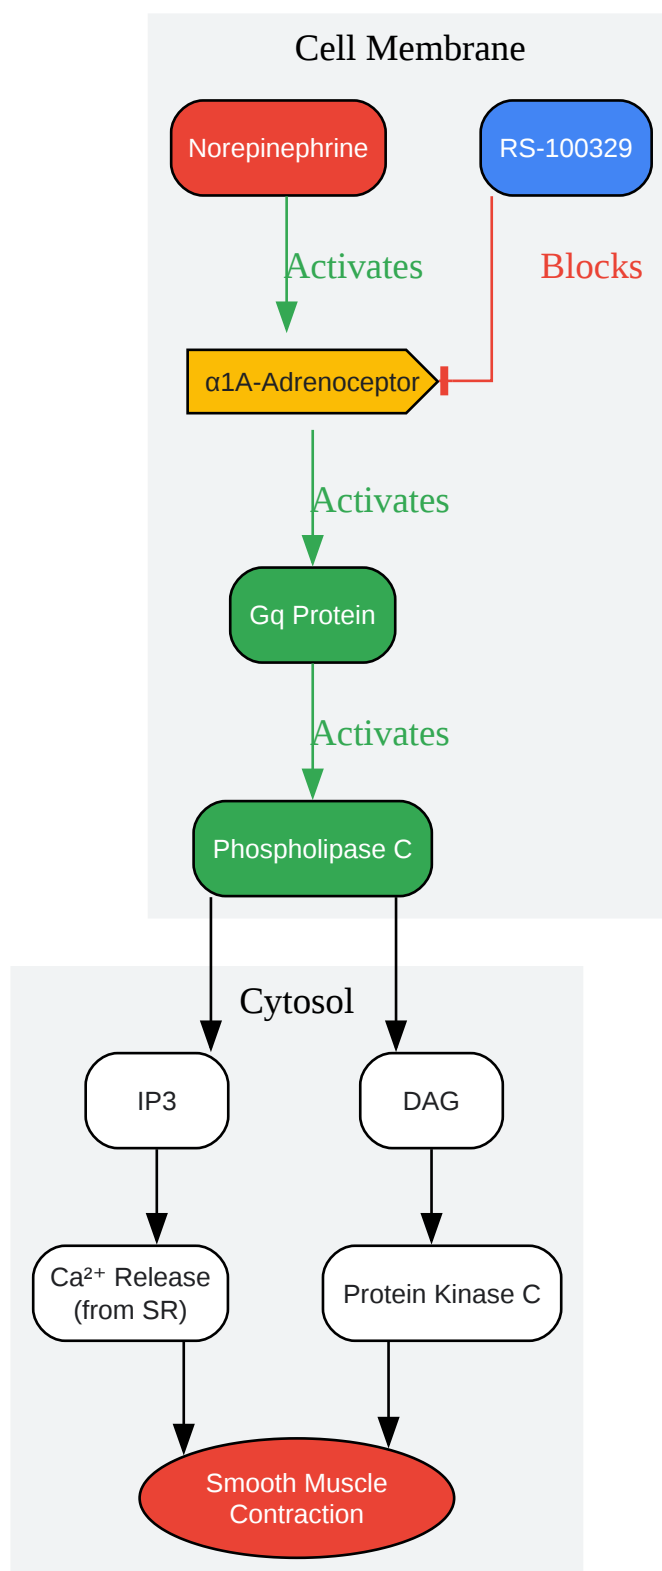 Cell Membrane
Norepinephrine
RS-100329
Activates
Blocks
α1A-Adrenoceptor
Activates
Gq Protein
Activates
Phospholipase C
Cytosol
IP3
DAG
Ca²⁺ Release
(from SR)
Protein Kinase C
Smooth Muscle
Contraction